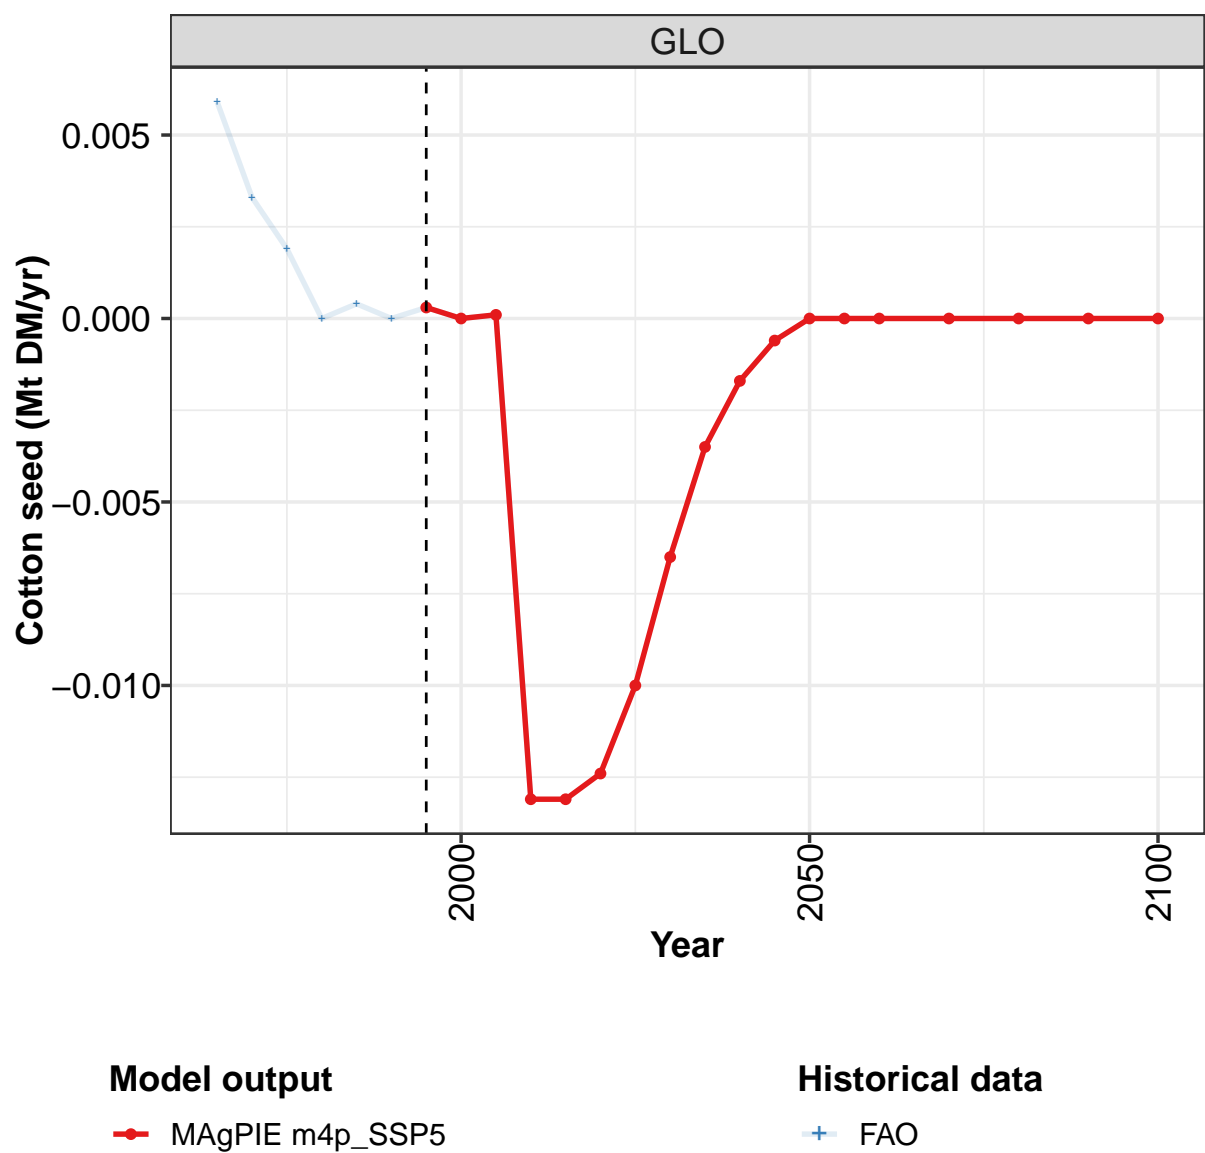 GLO
0.005
0.000
−0.005
−0.010
Cotton seed (Mt DM/yr)
2000
2050
2100
Year
Model output
MAgPIE m4p_SSP5
Historical data
FAO